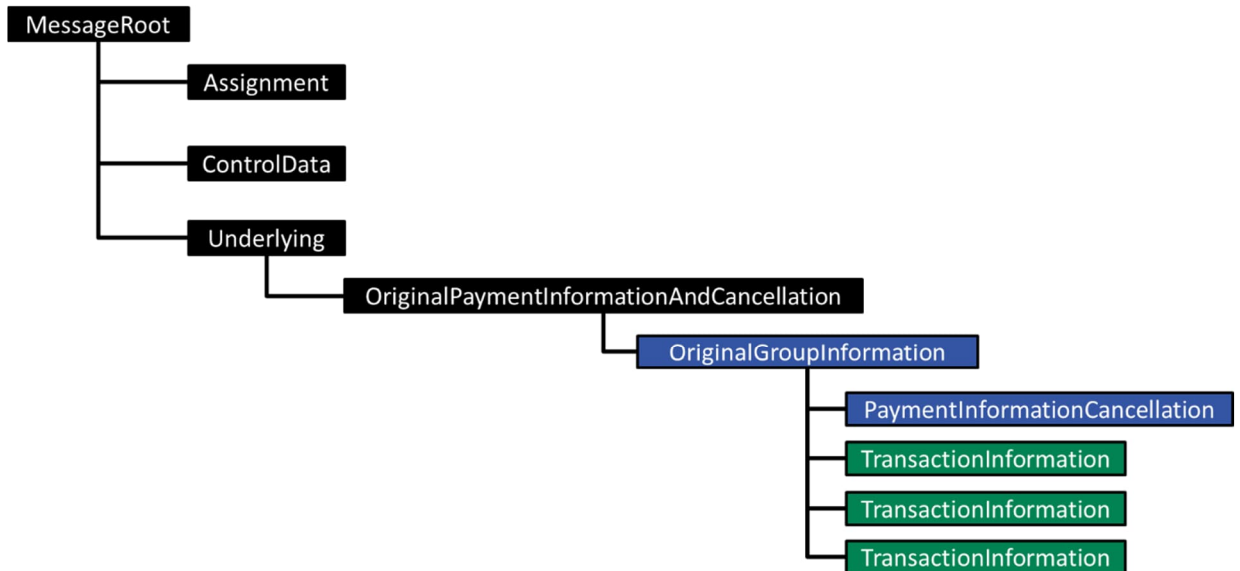 MessageRoot
Assignment
ControlData
Underlying
OriginalPaymentInformationAndCancellation
OriginalGroupInformation
PaymentInformationCancellation
TransactionInformation
TransactionInformation
TransactionInformation